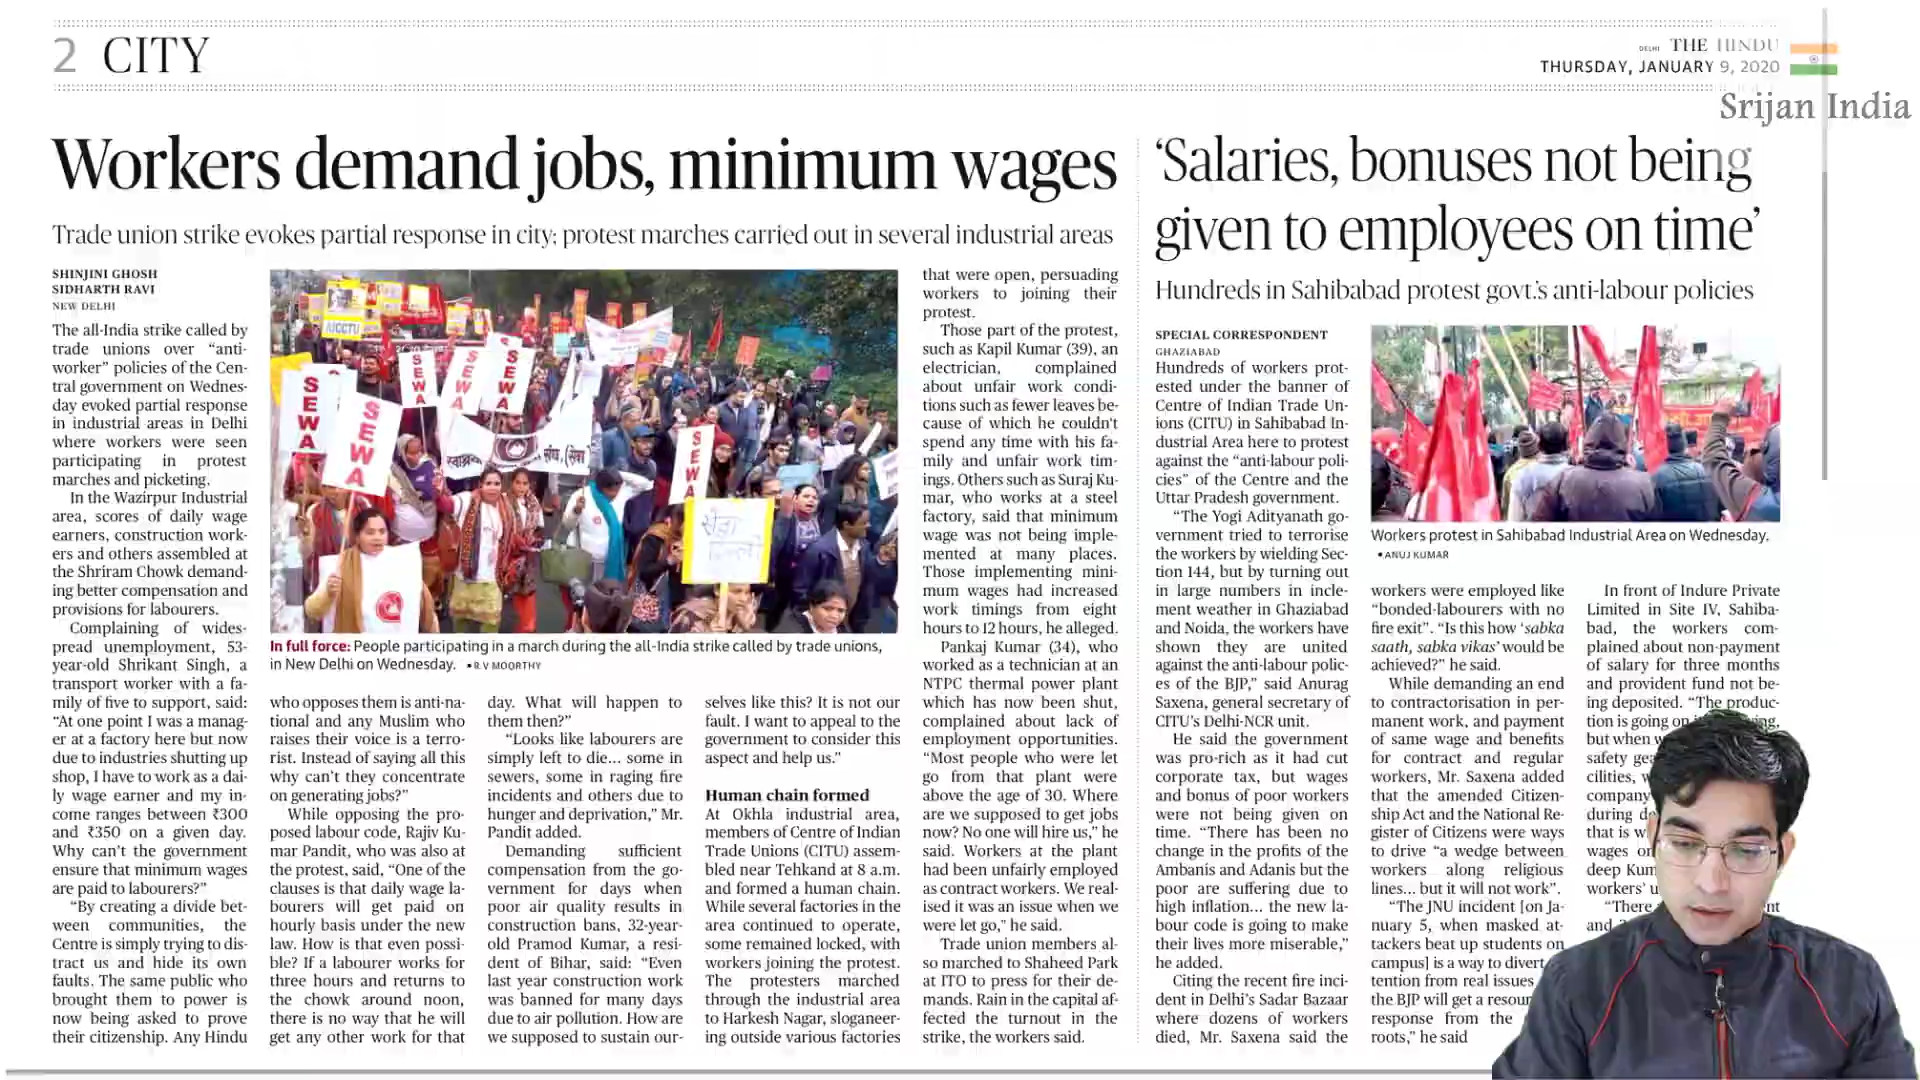 2 CITY
DELHI THE HINDU
THURSDAY, JANUARY 9, 2020
Srijan India
Workers demand jobs, minimum wages
Trade union strike evokes partial response in city; protest marches carried out in several industrial areas
SHINJINI GHOSH
SIDHARTH RAVI
NEW DELHI
The all-India strike called by
trade unions over “anti-
worker” policies of the Cen-
tral government on Wednes-
day evoked partial response
in industrial areas in Delhi
where workers were seen
participating in protest
marches and picketing.
In the Wazirpur Industrial
area, scores of daily wage
earners, construction work-
ers and others assembled at
the Shriram Chowk demand-
ing better compensation and
provisions for labourers.
Complaining of wides-
pread unemployment, 53-
year-old Shrikant Singh, a
transport worker with a fa-
mily of five to support, said:
“At one point I was a manag-
er at a factory here but now
due to industries shutting up
shop, I have to work as a dai-
ly wage earner and my in-
come ranges between ₹300
and ₹350 on a given day.
Why can’t the government
ensure that minimum wages
are paid to labourers?”
“By creating a divide bet-
ween communities, the
Centre is simply trying to dis-
tract us and hide its own
faults. The same public who
brought them to power is
now being asked to prove
their citizenship. Any Hindu
AICCTU
SEWA
SEWA
SEWA
SEWA
SEWA
SEWA
In full force: People participating in a march during the all-India strike called by trade unions,
in New Delhi on Wednesday. • R V MOORTHY
who opposes them is anti-na-
tional and any Muslim who
raises their voice is a terro-
rist. Instead of saying all this
why can’t they concentrate
on generating jobs?”
While opposing the pro-
posed labour code, Rajiv Ku-
mar Pandit, who was also at
the protest, said, “One of the
clauses is that daily wage la-
bourers will get paid on
hourly basis under the new
law. How is that even possi-
ble? If a labourer works for
three hours and returns to
the chowk around noon,
there is no way that he will
get any other work for that
day. What will happen to
them then?”
“Looks like labourers are
simply left to die... some in
sewers, some in raging fire
incidents and others due to
hunger and deprivation,” Mr.
Pandit added.
Demanding sufficient
compensation from the go-
vernment for days when
poor air quality results in
construction bans, 32-year-
old Pramod Kumar, a resi-
dent of Bihar, said: “Even
last year construction work
was banned for many days
due to air pollution. How are
we supposed to sustain our-
selves like this? It is not our
fault. I want to appeal to the
government to consider this
aspect and help us.”
Human chain formed
At Okhla industrial area,
members of Centre of Indian
Trade Unions (CITU) assem-
bled near Tehkand at 8 a.m.
and formed a human chain.
While several factories in the
area continued to operate,
some remained locked, with
workers joining the protest.
The protesters marched
through the industrial area
to Harkesh Nagar, sloganeer-
ing outside various factories
that were open, persuading
workers to joining their
protest.
Those part of the protest,
such as Kapil Kumar (39), an
electrician, complained
about unfair work condi-
tions such as fewer leaves be-
cause of which he couldn’t
spend any time with his fa-
mily and unfair work tim-
ings. Others such as Suraj Ku-
mar, who works at a steel
factory, said that minimum
wage was not being imple-
mented at many places.
Those implementing mini-
mum wages had increased
work timings from eight
hours to 12 hours, he alleged.
Pankaj Kumar (34), who
worked as a technician at an
NTPC thermal power plant
which has now been shut,
complained about lack of
employment opportunities.
“Most people who were let
go from that plant were
above the age of 30. Where
are we supposed to get jobs
now? No one will hire us,” he
said. Workers at the plant
had been unfairly employed
as contract workers. We real-
ised it was an issue when we
were let go,” he said.
Trade union members al-
so marched to Shaheed Park
at ITO to press for their de-
mands. Rain in the capital af-
fected the turnout in the
strike, the workers said.
‘Salaries, bonuses not being
given to employees on time’
Hundreds in Sahibabad protest govt.’s anti-labour policies
SPECIAL CORRESPONDENT
GHAZIABAD
Hundreds of workers prot-
ested under the banner of
Centre of Indian Trade Un-
ions (CITU) in Sahibabad In-
dustrial Area here to protest
against the “anti-labour poli-
cies” of the Centre and the
Uttar Pradesh government.
“The Yogi Adityanath go-
vernment tried to terrorise
the workers by wielding Sec-
tion 144, but by turning out
in large numbers in incle-
ment weather in Ghaziabad
and Noida, the workers have
shown they are united
against the anti-labour polic-
es of the BJP,” said Anurag
Saxena, general secretary of
CITU’s Delhi-NCR unit.
He said the government
was pro-rich as it had cut
corporate tax, but wages
and bonus of poor workers
were not being given on
time. “There has been no
change in the profits of the
Ambanis and Adanis but the
poor are suffering due to
high inflation... the new la-
bour code is going to make
their lives more miserable,”
he added.
Citing the recent fire inci-
dent in Delhi’s Sadar Bazaar
where dozens of workers
died, Mr. Saxena said the
Workers protest in Sahibabad Industrial Area on Wednesday.
• ANUJ KUMAR
workers were employed like
“bonded-labourers with no
fire exit”. “Is this how ‘sabka
saath, sabka vikas’ would be
achieved?” he said.
While demanding an end
to contractorisation in per-
manent work, and payment
of same wage and benefits
for contract and regular
workers, Mr. Saxena added
that the amended Citizen-
ship Act and the National Re-
gister of Citizens were ways
to drive “a wedge between
workers along religious
lines... but it will not work”.
“The JNU incident [on Ja-
nuary 5, when masked at-
tackers beat up students on
campus] is a way to divert
tention from real issues
the BJP will get a resoun
response from the
roots,” he said
In front of Indure Private
Limited in Site IV, Sahiba-
bad, the workers com-
plained about non-payment
of salary for three months
and provident fund not be-
ing deposited. “The produc-
tion is going on
but when
safety gea
cilities,
company
during
that is
wages on
deep Kum
workers’
“There
and